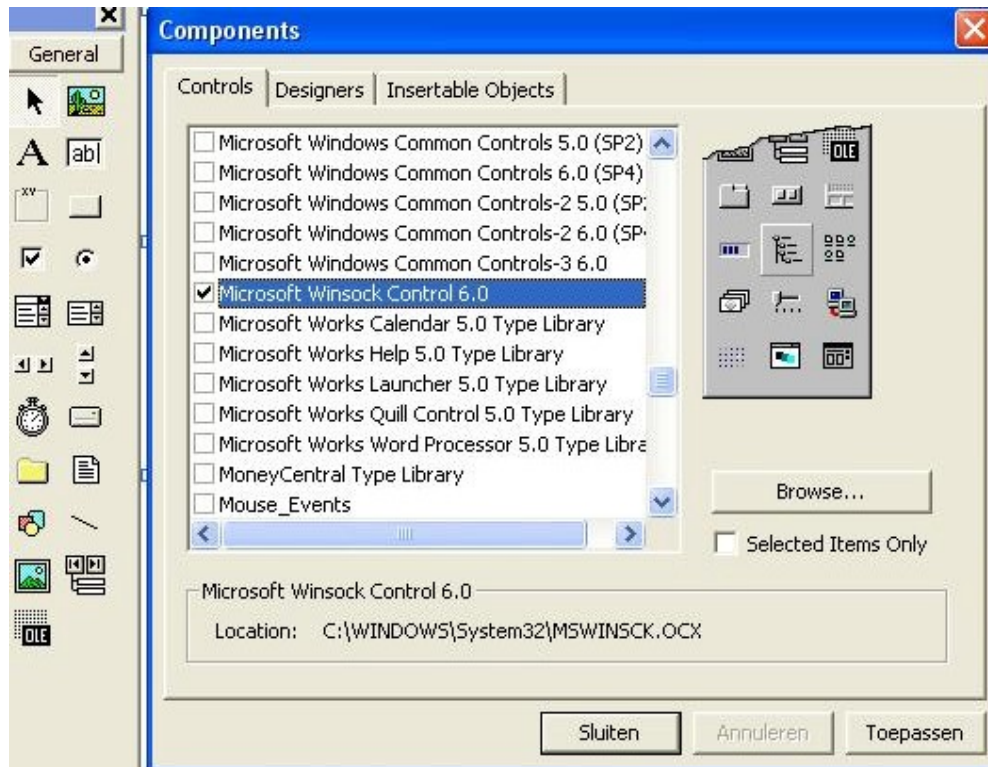 General
A
abl
XY
OLE
Components
Controls
Designers
Insertable Objects
Microsoft Windows Common Controls 5.0 (SP2)
Microsoft Windows Common Controls 6.0 (SP4)
Microsoft Windows Common Controls-2 5.0 (SP
Microsoft Windows Common Controls-2 6.0 (SP
Microsoft Windows Common Controls-3 6.0
Microsoft Winsock Control 6.0
Microsoft Works Calendar 5.0 Type Library
Microsoft Works Help 5.0 Type Library
Microsoft Works Launcher 5.0 Type Library
Microsoft Works Quill Control 5.0 Type Library
Microsoft Works Word Processor 5.0 Type Libra
MoneyCentral Type Library
Mouse_Events
OLE
Browse...
Selected Items Only
Microsoft Winsock Control 6.0
Location: C:\WINDOWS\System32\MSWINSCK.OCX
Sluiten
Annuleren
Toepassen